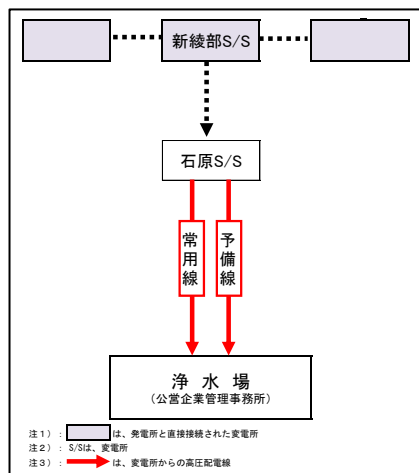 新綾部S/S
石原S/S
常用線
予備線
浄水場
(公営企業管理事務所)
注1）： は、発電所と直接接続された変電所
注2）： S/Sは、変電所
注3）： は、変電所からの高圧配電線